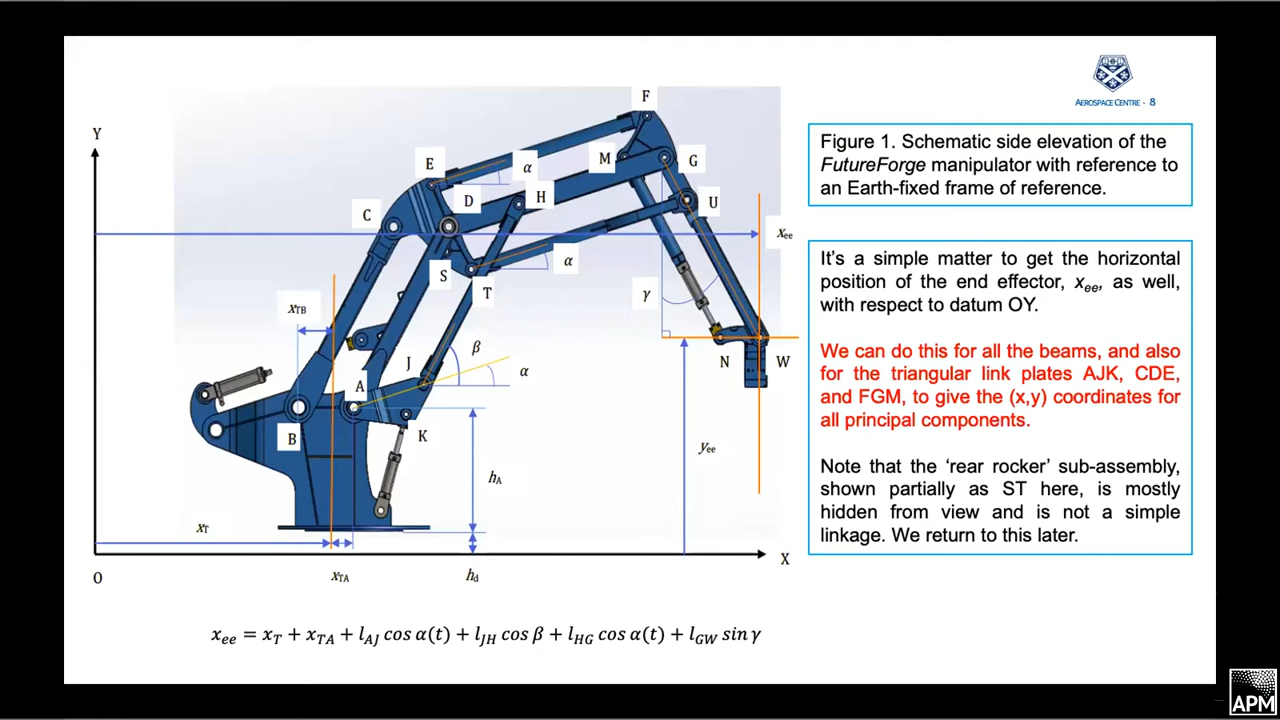 AEROSPACE CENTRE - 8
Figure 1. Schematic side elevation of the
FutureForge manipulator with reference to
an Earth-fixed frame of reference.
It's a simple matter to get the horizontal
position of the end effector, xee, as well,
with respect to datum OY.
We can do this for all the beams, and also
for the triangular link plates AJK, CDE,
and FGM, to give the (x,y) coordinates for
all principal components.
Note that the 'rear rocker' sub-assembly,
shown partially as ST here, is mostly
hidden from view and is not a simple
linkage. We return to this later.
Y
F
E
α
M
G
D
H
C
U
xee
S
α
T
γ
xTB
β
J
N
W
A
α
B
K
yee
hA
xT
X
O
xTA
hd
xee = xT + xTA + lAJ cos α(t) + lJH cos β + lHG cos α(t) + lGW sin γ
APM